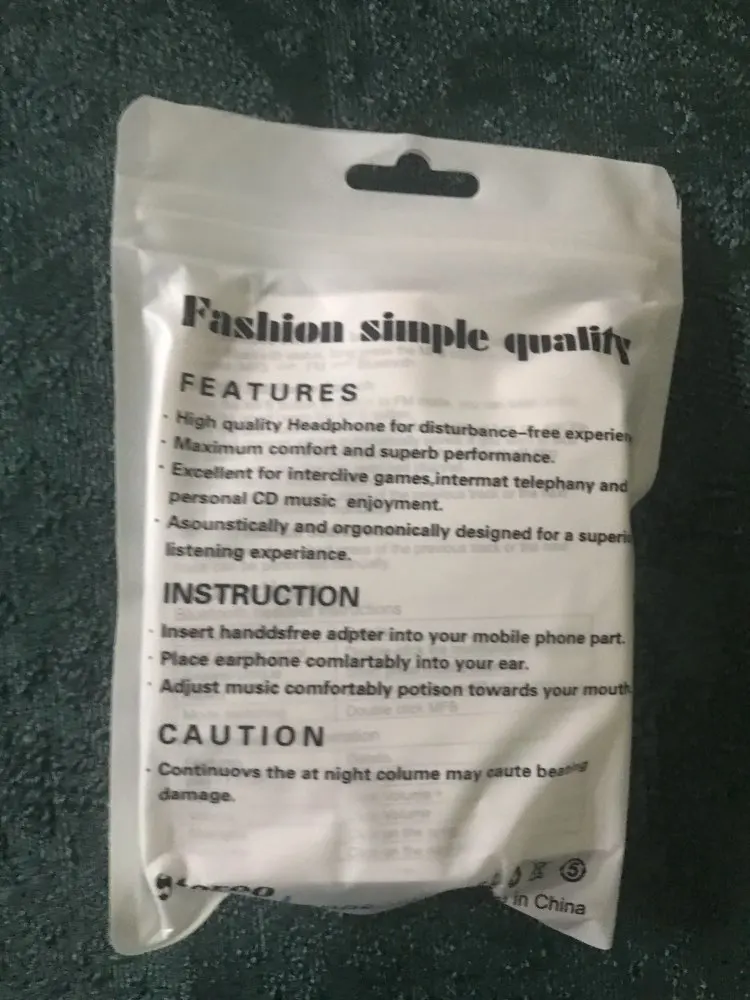 Fashion simple quality
FEATURES
· High quality Headphone for disturbance-free experien
· Maximum comfort and superb performance.
· Excellent for interclive games,intermat telephany and
personal CD music enjoyment.
· Asounstically and orgononically designed for a superi
listening experiance.
INSTRUCTION
· Insert handdsfree adpter into your mobile phone part.
· Place earphone comlartably into your ear.
· Adjust music comfortably potison towards your mouth
CAUTION
· Continuovs the at night colume may caute bearing
damage.
5
in China